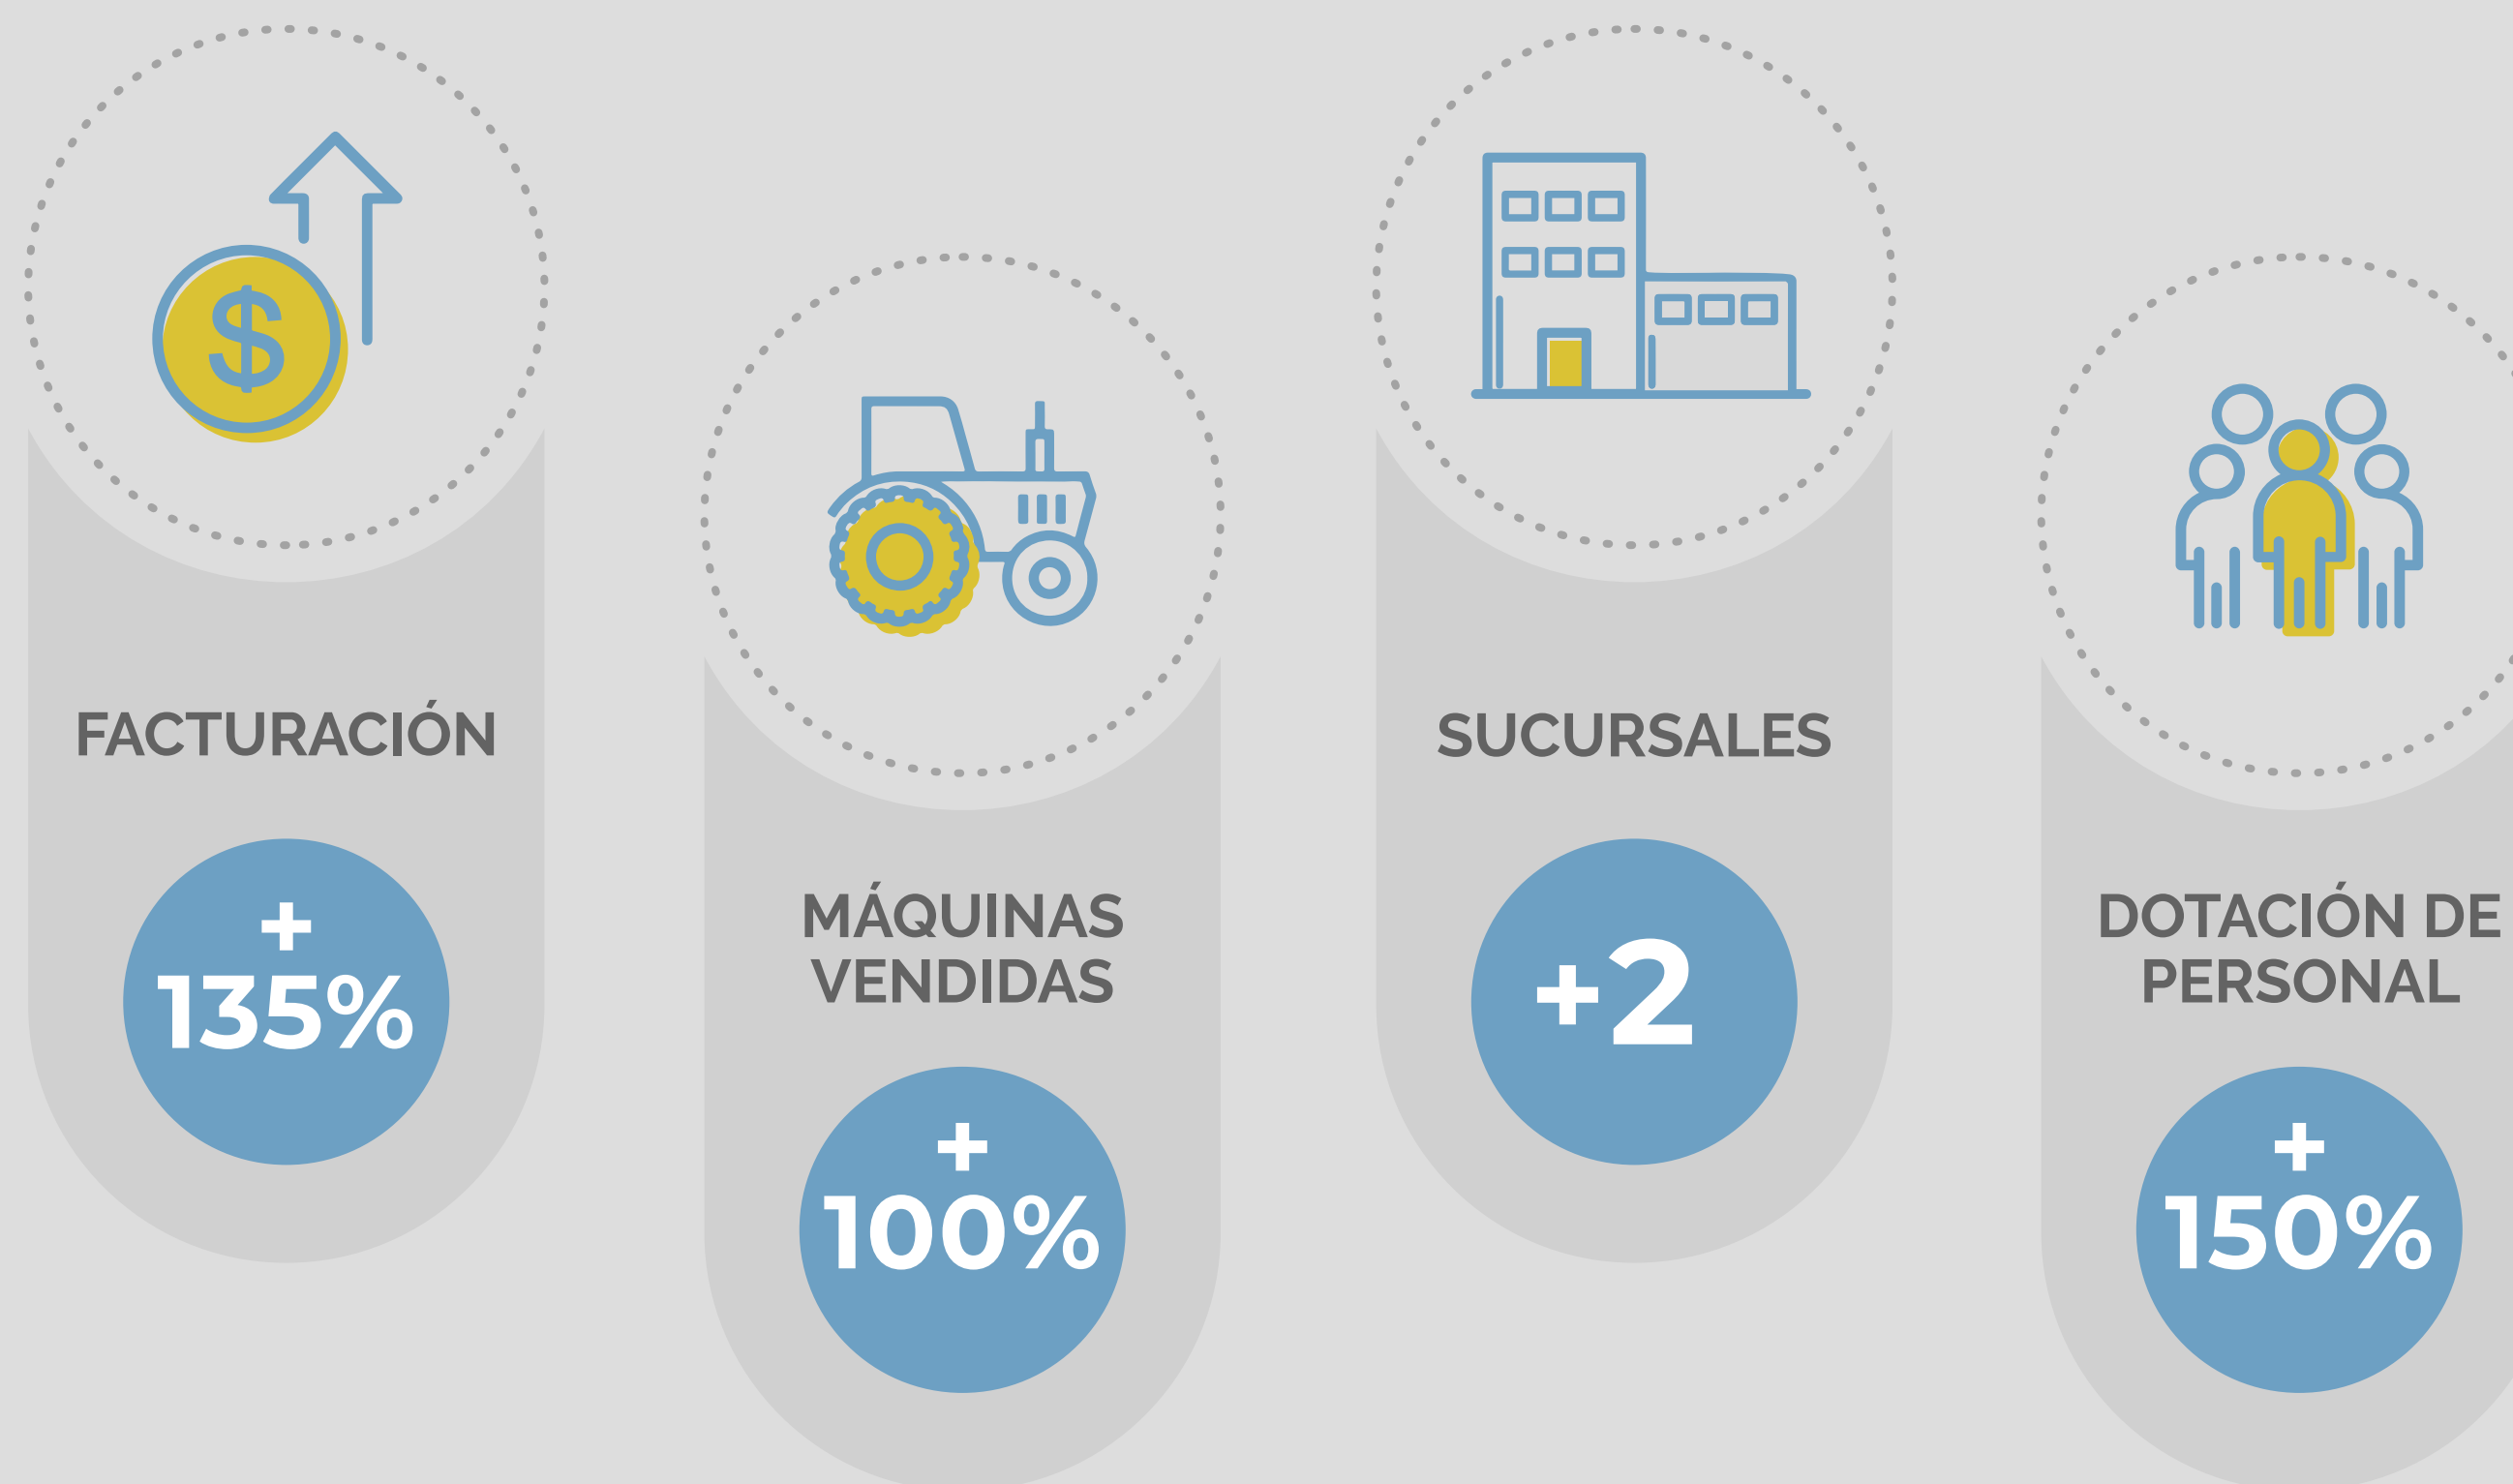 $
FACTURACIÓN
+
135%
MÁQUINAS
VENDIDAS
+
100%
SUCURSALES
+2
DOTACIÓN DE
PERSONAL
+
150%